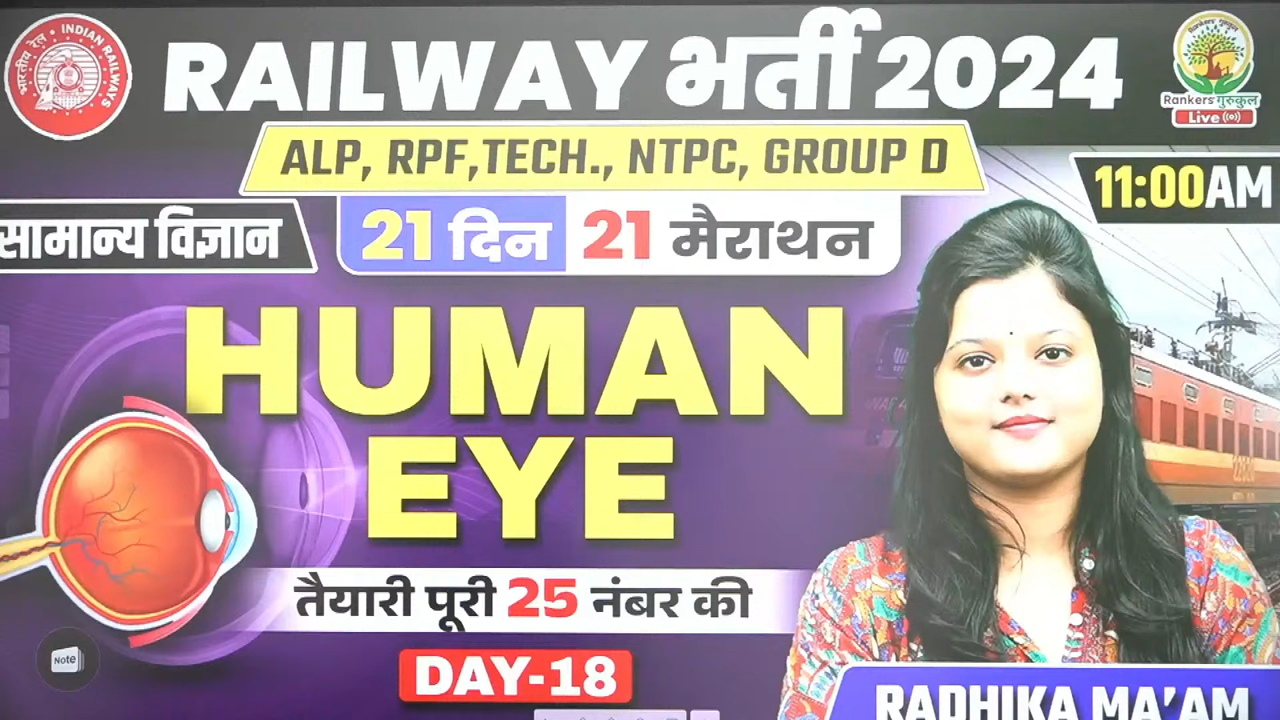 भारतीय रेल • INDIAN RAILWAYS
RAILWAY भर्ती 2024
Rankers' गुरुकुल
Rankers गुरुकुल
Live
ALP, RPF,TECH., NTPC, GROUP D
11:00AM
सामान्य विज्ञान
21 दिन 21 मैराथन
HUMAN
EYE
तैयारी पूरी 25 नंबर की
Note
DAY-18
RADHIKA MA'AM